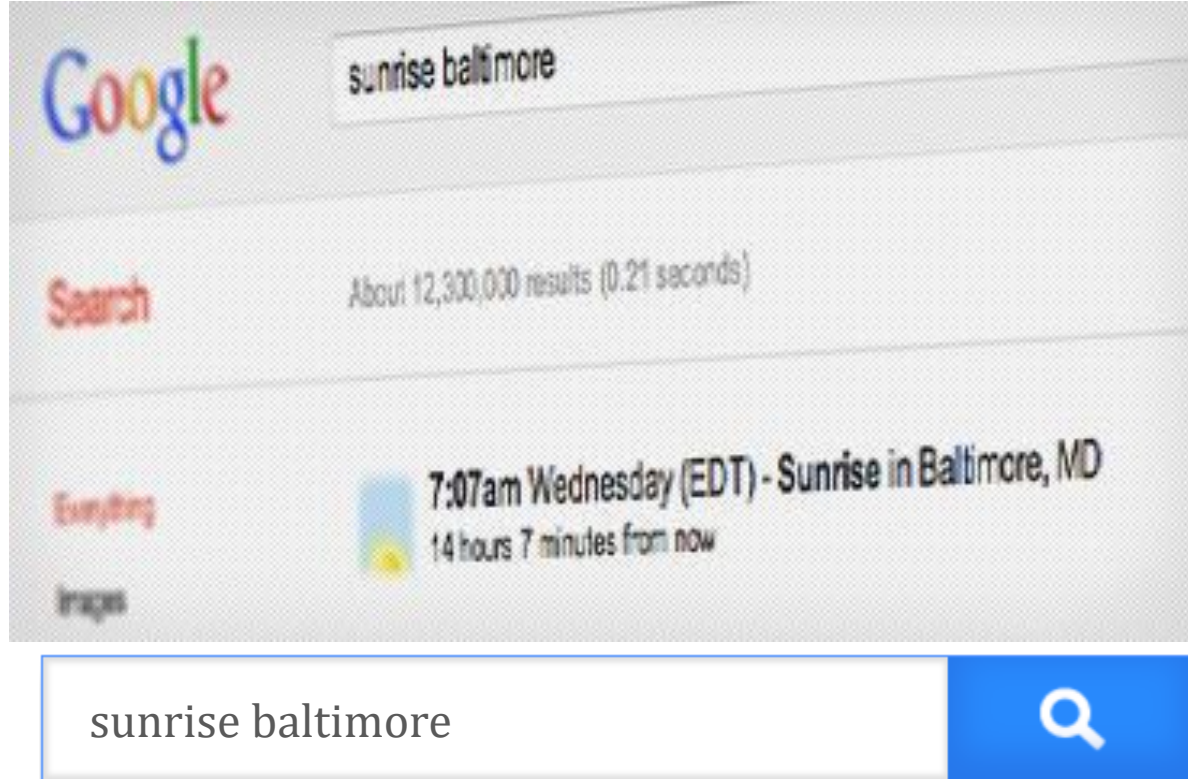 Google
sunrise baltimore
Search
About 12,300,000 results (0.21 seconds)
Everything
7:07am Wednesday (EDT) - Sunrise in Baltimore, MD
14 hours 7 minutes from now
Images
sunrise baltimore